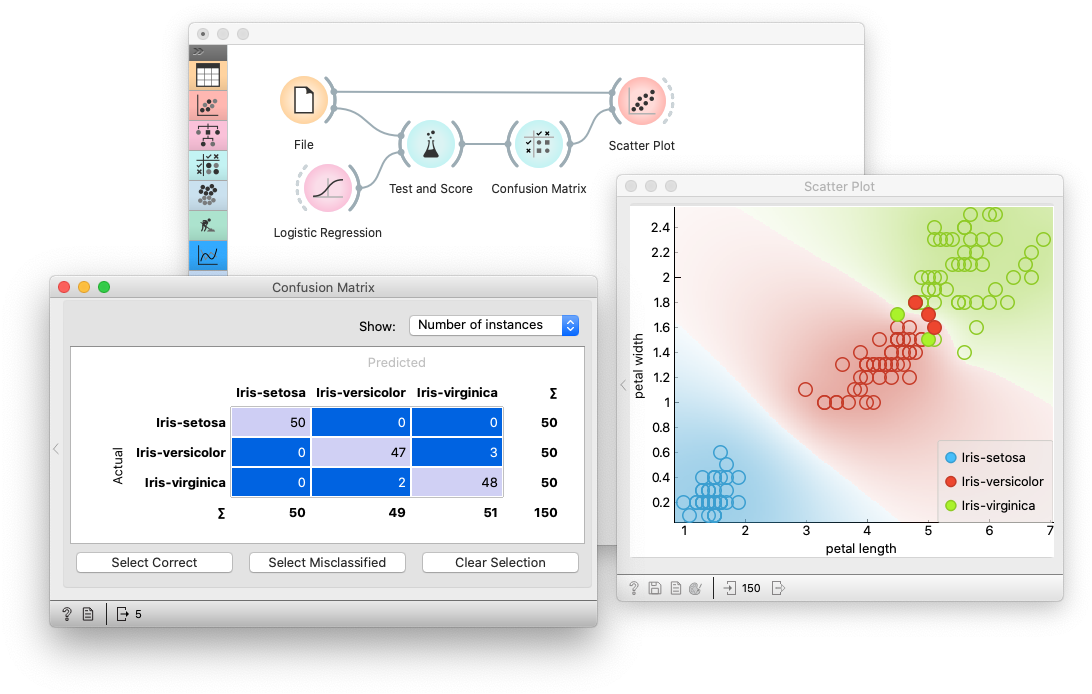 File
Scatter Plot
Test and Score
Confusion Matrix
Logistic Regression
Confusion Matrix
Show: Number of instances
Predicted
Iris-setosa Iris-versicolor Iris-virginica Σ
Iris-setosa 50 0 0 50
Actual
Iris-versicolor 0 47 3 50
Iris-virginica 0 2 48 50
Σ 50 49 51 150
Select Correct Select Misclassified Clear Selection
? 5
Scatter Plot
petal width
2.4
2.2
2
1.8
1.6
1.4
1.2
1
0.8
0.6
0.4
0.2
Iris-setosa
Iris-versicolor
Iris-virginica
1 2 3 4 5 6 7
petal length
? 150